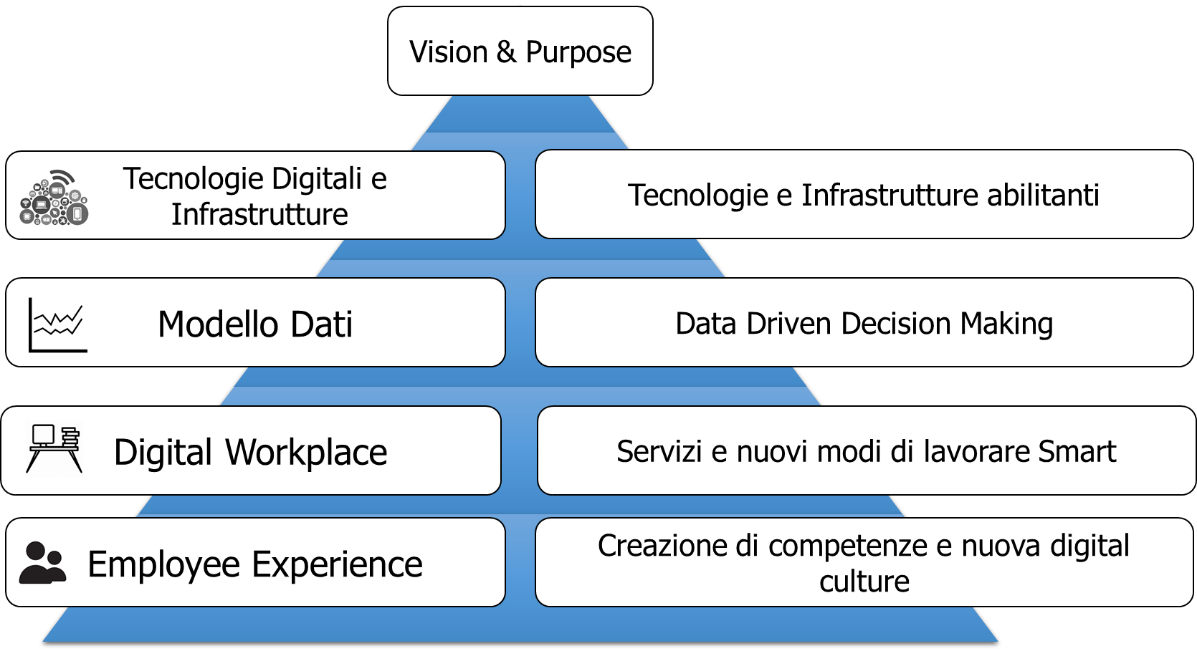 Vision & Purpose
Tecnologie Digitali e
Infrastrutture
Tecnologie e Infrastrutture abilitanti
Modello Dati
Data Driven Decision Making
Digital Workplace
Servizi e nuovi modi di lavorare Smart
Employee Experience
Creazione di competenze e nuova digital
culture